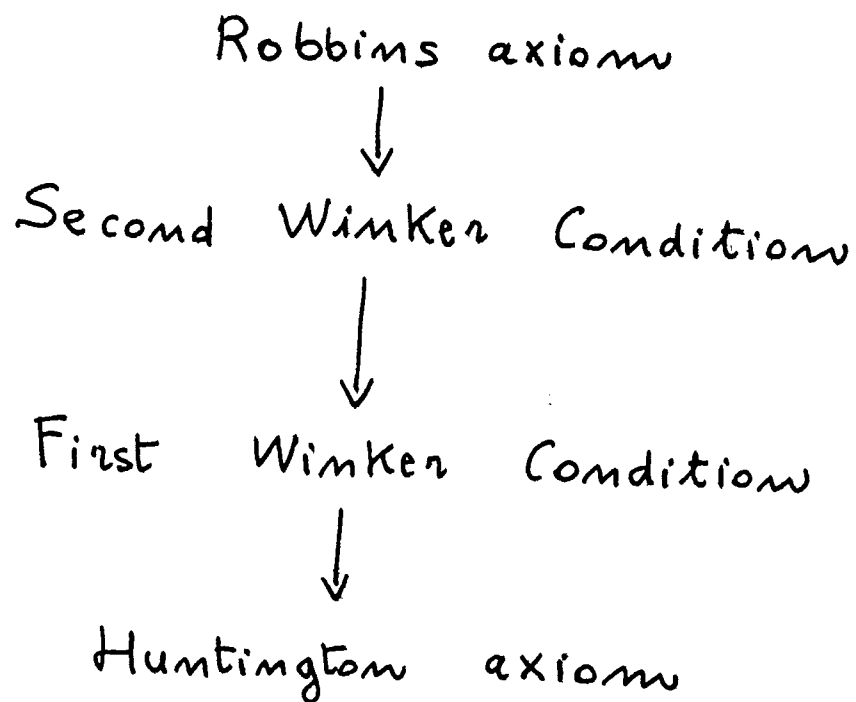 Robbins axiom
Second Winker Condition
First Winker Condition
Huntington axiom